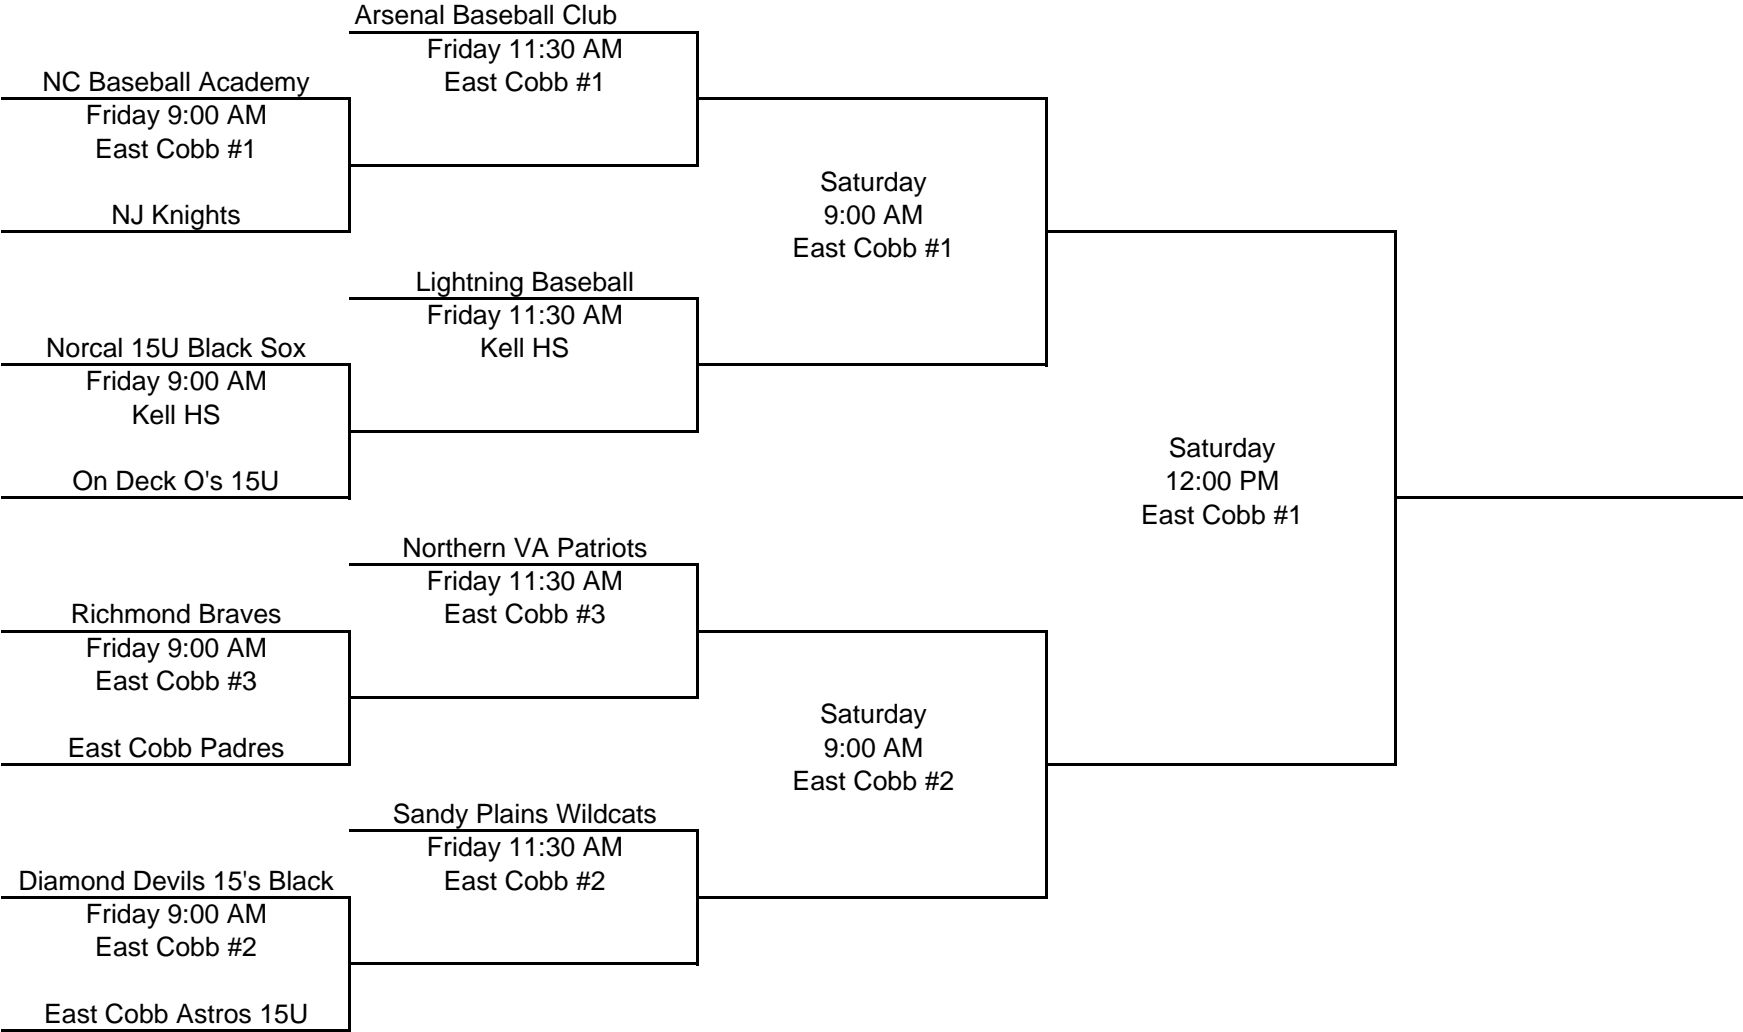 Arsenal Baseball Club
Friday 11:30 AM
East Cobb #1
NC Baseball Academy
Friday 9:00 AM
East Cobb #1
NJ Knights
Saturday
9:00 AM
East Cobb #1
Lightning Baseball
Friday 11:30 AM
Kell HS
Norcal 15U Black Sox
Friday 9:00 AM
Kell HS
On Deck O's 15U
Saturday
12:00 PM
East Cobb #1
Northern VA Patriots
Friday 11:30 AM
East Cobb #3
Richmond Braves
Friday 9:00 AM
East Cobb #3
East Cobb Padres
Saturday
9:00 AM
East Cobb #2
Sandy Plains Wildcats
Friday 11:30 AM
East Cobb #2
Diamond Devils 15's Black
Friday 9:00 AM
East Cobb #2
East Cobb Astros 15U